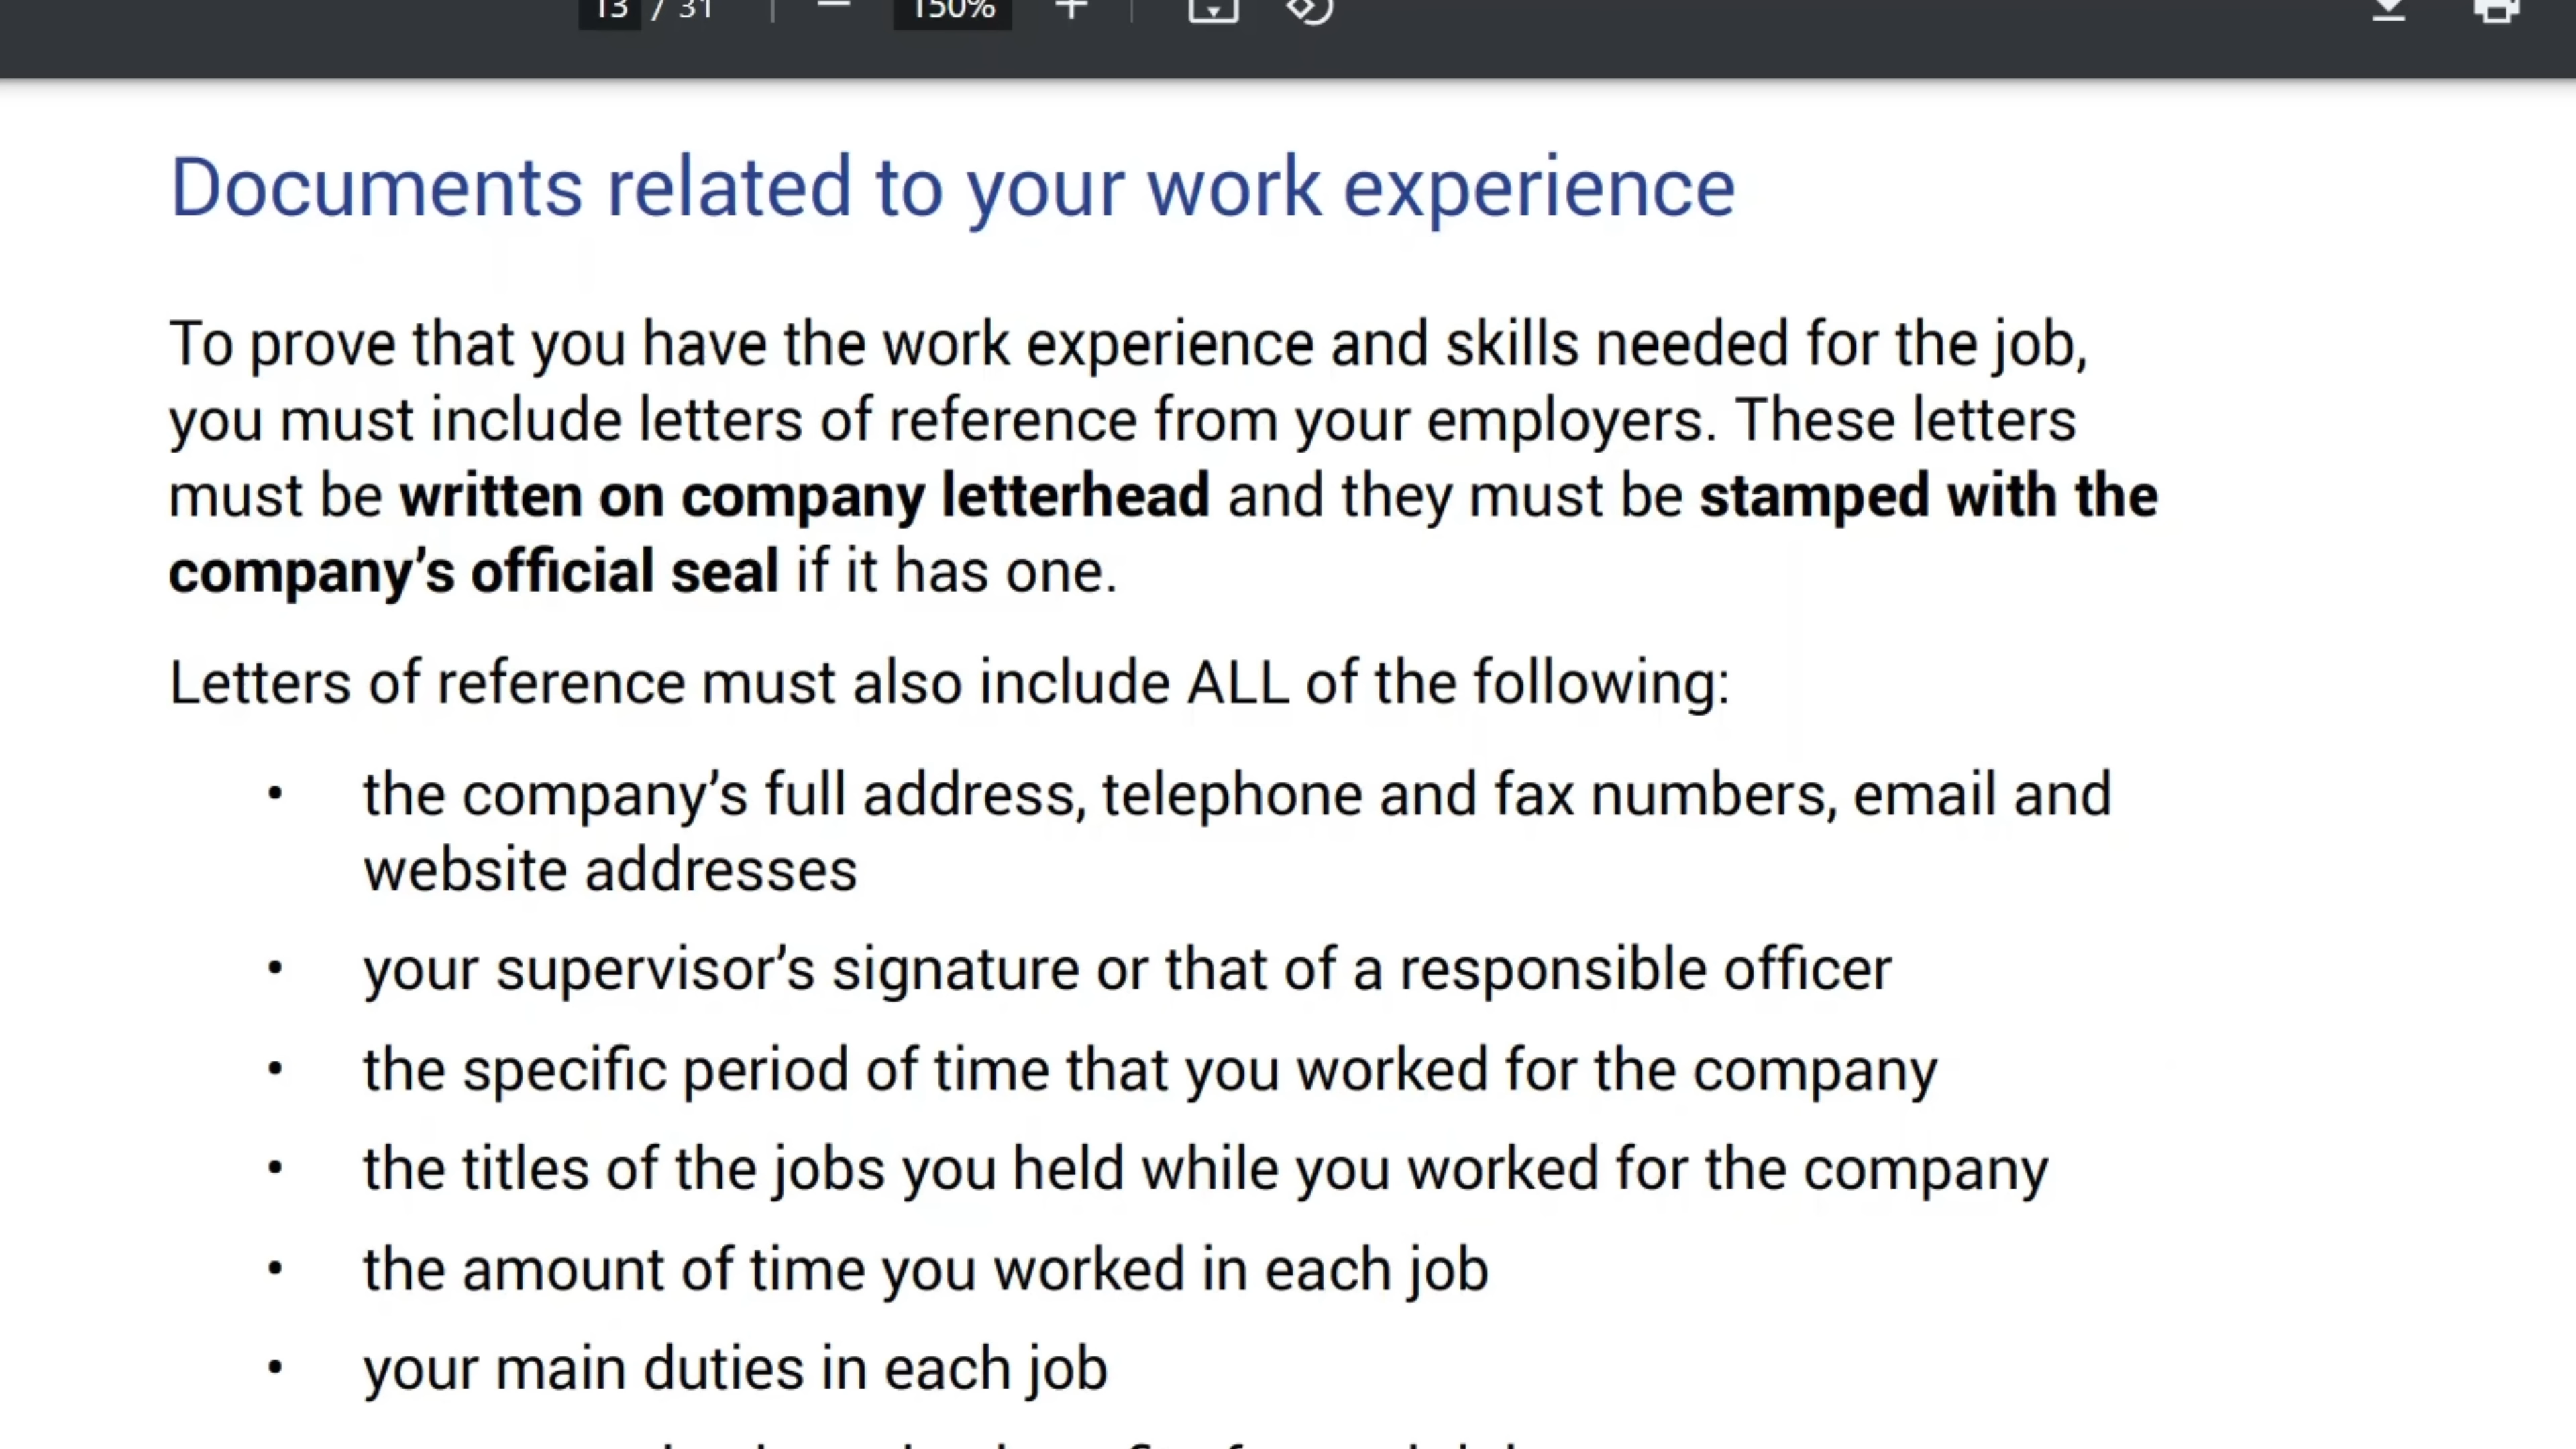 13 / 31
150%
Documents related to your work experience
To prove that you have the work experience and skills needed for the job,
you must include letters of reference from your employers. These letters
must be written on company letterhead and they must be stamped with the
company’s official seal if it has one.
Letters of reference must also include ALL of the following:
• the company’s full address, telephone and fax numbers, email and
website addresses
• your supervisor’s signature or that of a responsible officer
• the specific period of time that you worked for the company
• the titles of the jobs you held while you worked for the company
• the amount of time you worked in each job
• your main duties in each job